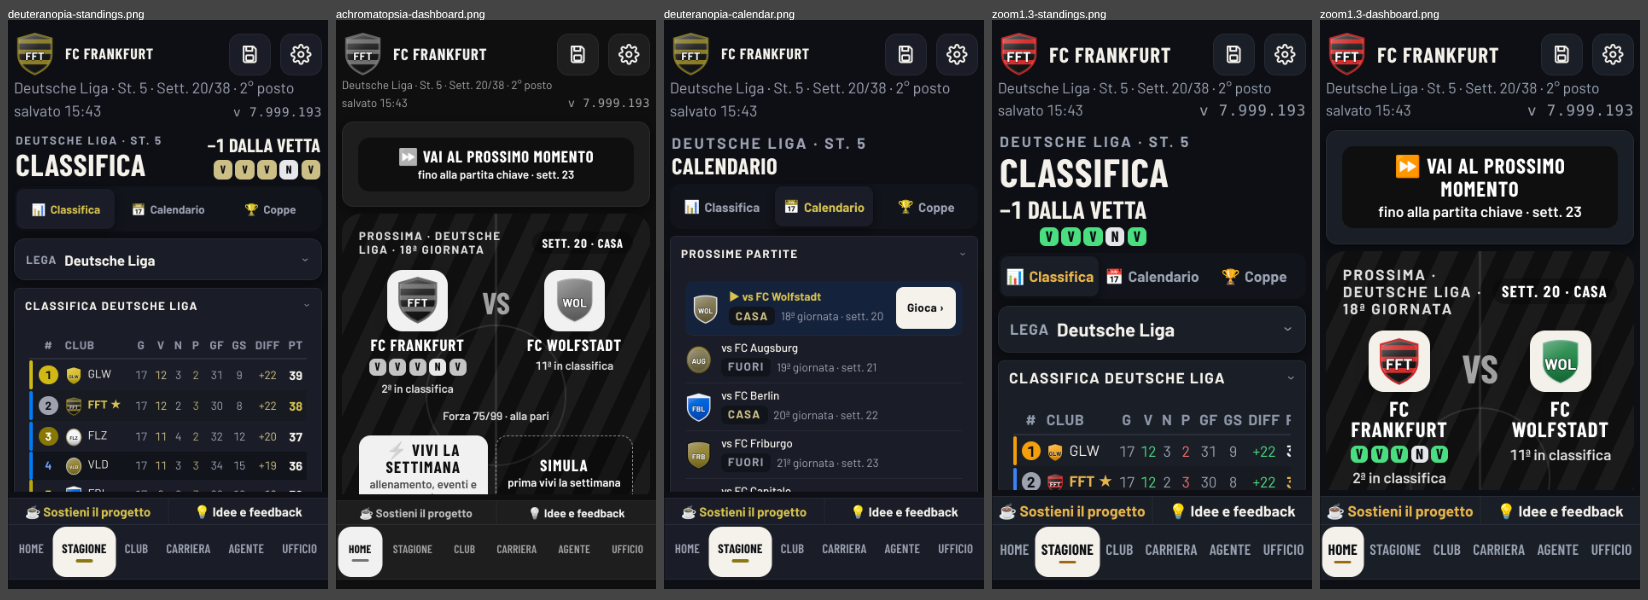 deuteranopia-standings.png
FFT
FC FRANKFURT
Deutsche Liga · St. 5 · Sett. 20/38 · 2° posto
salvato 15:43
v 7.999.193
DEUTSCHE LIGA · ST. 5
CLASSIFICA
−1 DALLA VETTA
V V V N V
Classifica
Calendario
Coppe
LEGA Deutsche Liga
CLASSIFICA DEUTSCHE LIGA
# CLUB G V N P GF GS DIFF PT
1 GLW 17 12 3 2 31 9 +22 39
2 FFT ★ 17 12 2 3 30 8 +22 38
3 FLZ 17 11 4 2 32 12 +20 37
4 VLD 17 11 3 3 34 15 +19 36
Sostieni il progetto
Idee e feedback
HOME STAGIONE CLUB CARRIERA AGENTE UFFICIO
achromatopsia-dashboard.png
FFT
FC FRANKFURT
Deutsche Liga · St. 5 · Sett. 20/38 · 2° posto
salvato 15:43
v 7.999.193
VAI AL PROSSIMO MOMENTO
fino alla partita chiave · sett. 23
PROSSIMA · DEUTSCHE
LIGA · 18ª GIORNATA
SETT. 20 · CASA
FFT
VS
WOL
FC FRANKFURT
FC WOLFSTADT
V V V N V
11ª in classifica
2ª in classifica
Forza 75/99 · alla pari
VIVI LA
SETTIMANA
allenamento, eventi e
SIMULA
prima vivi la settimana
Sostieni il progetto
Idee e feedback
HOME STAGIONE CLUB CARRIERA AGENTE UFFICIO
deuteranopia-calendar.png
FFT
FC FRANKFURT
Deutsche Liga · St. 5 · Sett. 20/38 · 2° posto
salvato 15:43
v 7.999.193
DEUTSCHE LIGA · ST. 5
CALENDARIO
Classifica
Calendario
Coppe
PROSSIME PARTITE
WOL
▶ vs FC Wolfstadt
CASA 18ª giornata · sett. 20
Gioca ›
AUG
vs FC Augsburg
FUORI 19ª giornata · sett. 21
FBL
vs FC Berlin
CASA 20ª giornata · sett. 22
FRB
vs FC Friburgo
FUORI 21ª giornata · sett. 23
vs FC Capitale
Sostieni il progetto
Idee e feedback
HOME STAGIONE CLUB CARRIERA AGENTE UFFICIO
zoom1.3-standings.png
FFT
FC FRANKFURT
Deutsche Liga · St. 5 · Sett. 20/38 · 2° posto
salvato 15:43
v 7.999.193
DEUTSCHE LIGA · ST. 5
CLASSIFICA
−1 DALLA VETTA
V V V N V
Classifica
Calendario
Coppe
LEGA Deutsche Liga
CLASSIFICA DEUTSCHE LIGA
# CLUB G V N P GF GS DIFF
1 GLW 17 12 3 2 31 9 +22
2 FFT ★ 17 12 2 3 30 8 +22
Sostieni il progetto
Idee e feedback
HOME STAGIONE CLUB CARRIERA AGENTE UFFICIO
zoom1.3-dashboard.png
FFT
FC FRANKFURT
Deutsche Liga · St. 5 · Sett. 20/38 · 2° posto
salvato 15:43
v 7.999.193
VAI AL PROSSIMO
MOMENTO
fino alla partita chiave · sett. 23
PROSSIMA ·
DEUTSCHE LIGA ·
18ª GIORNATA
SETT. 20 · CASA
FFT
VS
WOL
FC
FRANKFURT
FC
WOLFSTADT
V V V N V
11ª in classifica
2ª in classifica
Sostieni il progetto
Idee e feedback
HOME STAGIONE CLUB CARRIERA AGENTE UFFICIO